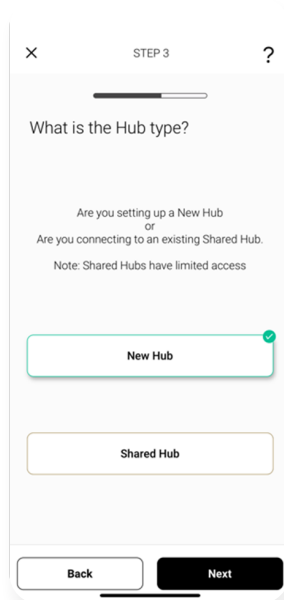 STEP 3
?
What is the Hub type?
Are you setting up a New Hub
or
Are you connecting to an existing Shared Hub.
Note: Shared Hubs have limited access
New Hub
Shared Hub
Back
Next